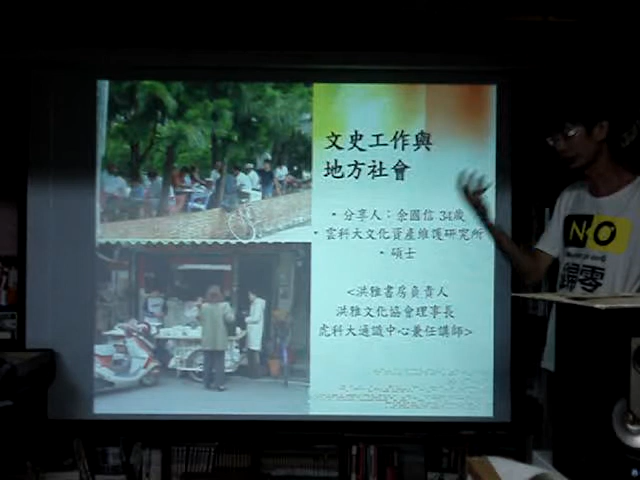 文史工作與
地方社會
• 分享人：余國信 34歲
• 雲科大文化資產維護研究所
• 碩士
<洪雅書房負責人
洪雅文化協會理事長
虎科大通識中心兼任講師>
NO
歸零